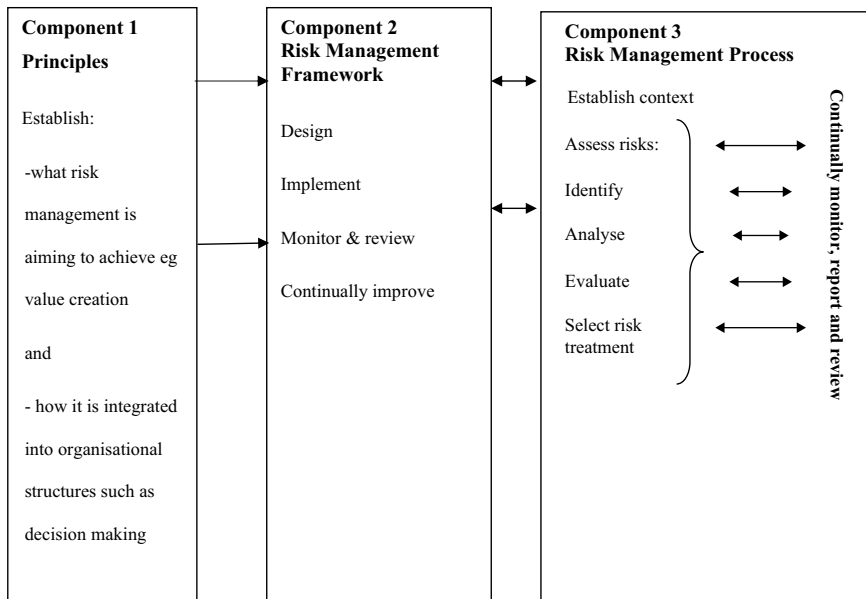 Component 1
Principles
Establish:
-what risk
management is
aiming to achieve eg
value creation
and
- how it is integrated
into organisational
structures such as
decision making
Component 2
Risk Management
Framework
Design
Implement
Monitor & review
Continually improve
Component 3
Risk Management Process
Establish context
Assess risks:
Identify
Analyse
Evaluate
Select risk
treatment
Continually monitor, report and review